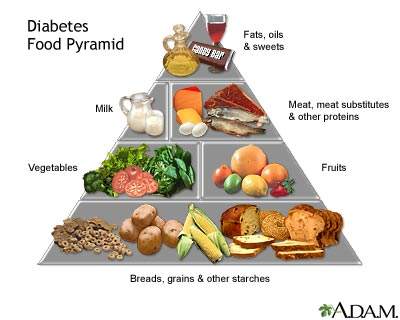 Diabetes
Food Pyramid
Fats, oils
& sweets
CANDY BAR
Milk
Meat, meat substitutes
& other proteins
Vegetables
Fruits
Breads, grains & other starches
ADAM.